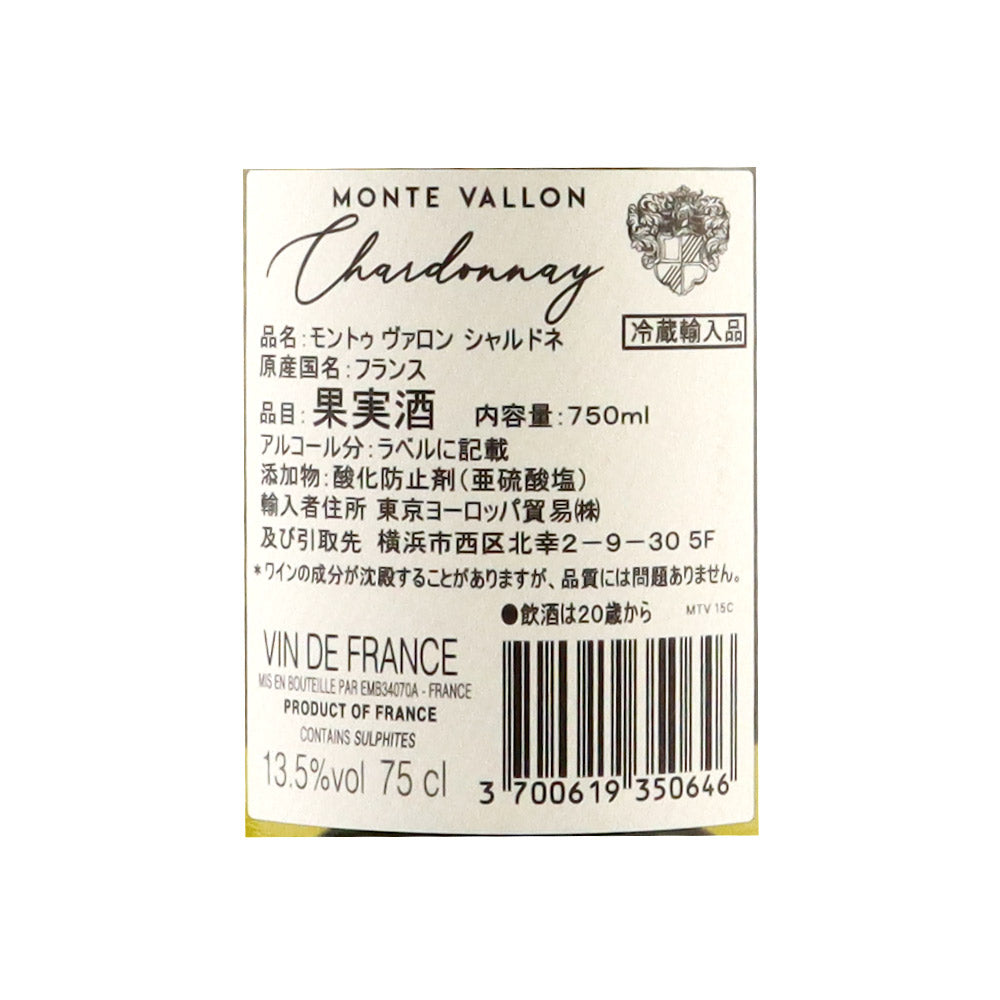 MONTE VALLON
Chardonnay
品名:モントゥ ヴァロン シャルドネ
冷蔵輸入品
原産国名:フランス
品目:果実酒 内容量:750ml
アルコール分:ラベルに記載
添加物:酸化防止剤(亜硫酸塩)
輸入者住所 東京ヨーロッパ貿易㈱
及び引取先 横浜市西区北幸2-9-30 5F
*ワインの成分が沈殿することがありますが、品質には問題ありません。
●飲酒は20歳から MTV 15C
VIN DE FRANCE
MIS EN BOUTEILLE PAR EMB34070A - FRANCE
PRODUCT OF FRANCE
CONTAINS SULPHITES
13.5%vol 75 cl
3 700619 350646